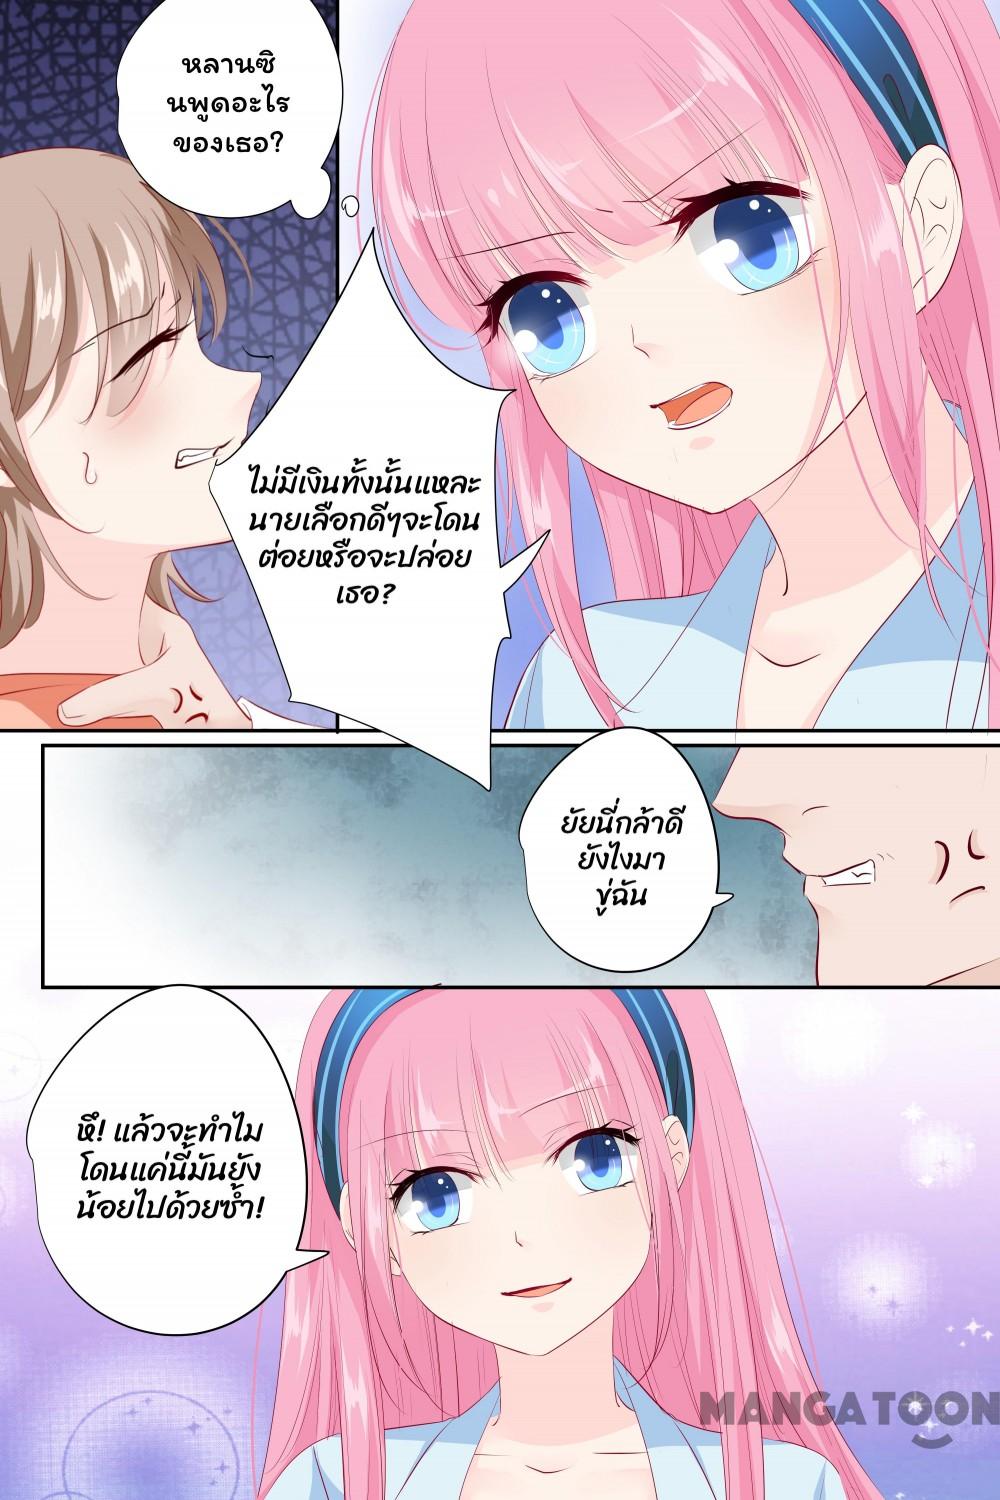 หลานซิ
นพูดอะไร
ของเธอ?
ไม่มีเงินทั้งนั้นแหละ
นายเลือกดีๆจะโดน
ต่อยหรือจะปล่อย
เธอ?
ยัยนี่กล้าดี
ยังไงมา
ขู่ฉัน
หึ! แล้วจะทำไม
โดนแค่นี้มันยัง
น้อยไปด้วยซ้ำ!
MANGATOON